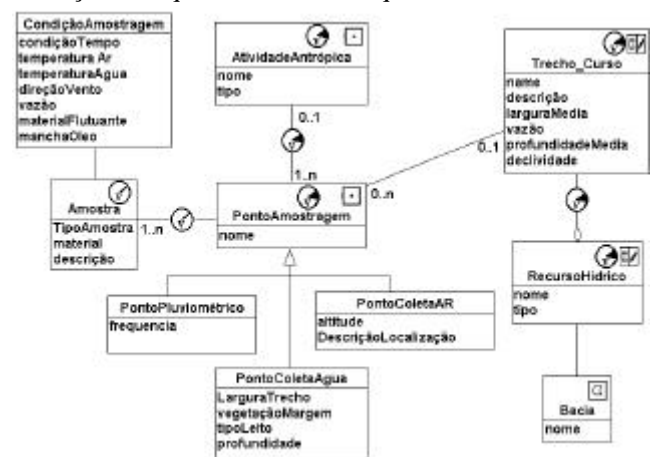 CondiçãoAmostragem
condiçãoTempo
temperatura Ar
temperaturaAgua
direçãoVento
vazão
materialFlutuante
manchaOleo
AtividadeAntrópica
nome
tipo
Trecho_Curso
name
descrição
larguraMedia
vazão
profundidadeMedia
declividade
0..1
0..1
1..n
0..n
Amostra
TipoAmostra
material
descrição
1..n
PontoAmostragem
nome
RecursoHidrico
nome
tipo
PontoPluviométrico
frequencia
PontoColetaAR
altitude
DescriçãoLocalização
PontoColetaAgua
LarguraTrecho
vegetaçãoMargem
tipoLeito
profundidade
Bacia
nome